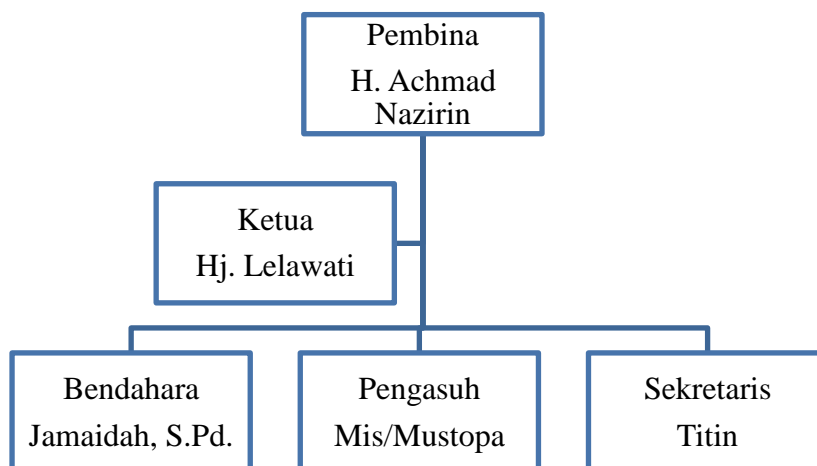 Pembina
H. Achmad
Nazirin
Ketua
Hj. Lelawati
Bendahara
Jamaidah, S.Pd.
Pengasuh
Mis/Mustopa
Sekretaris
Titin